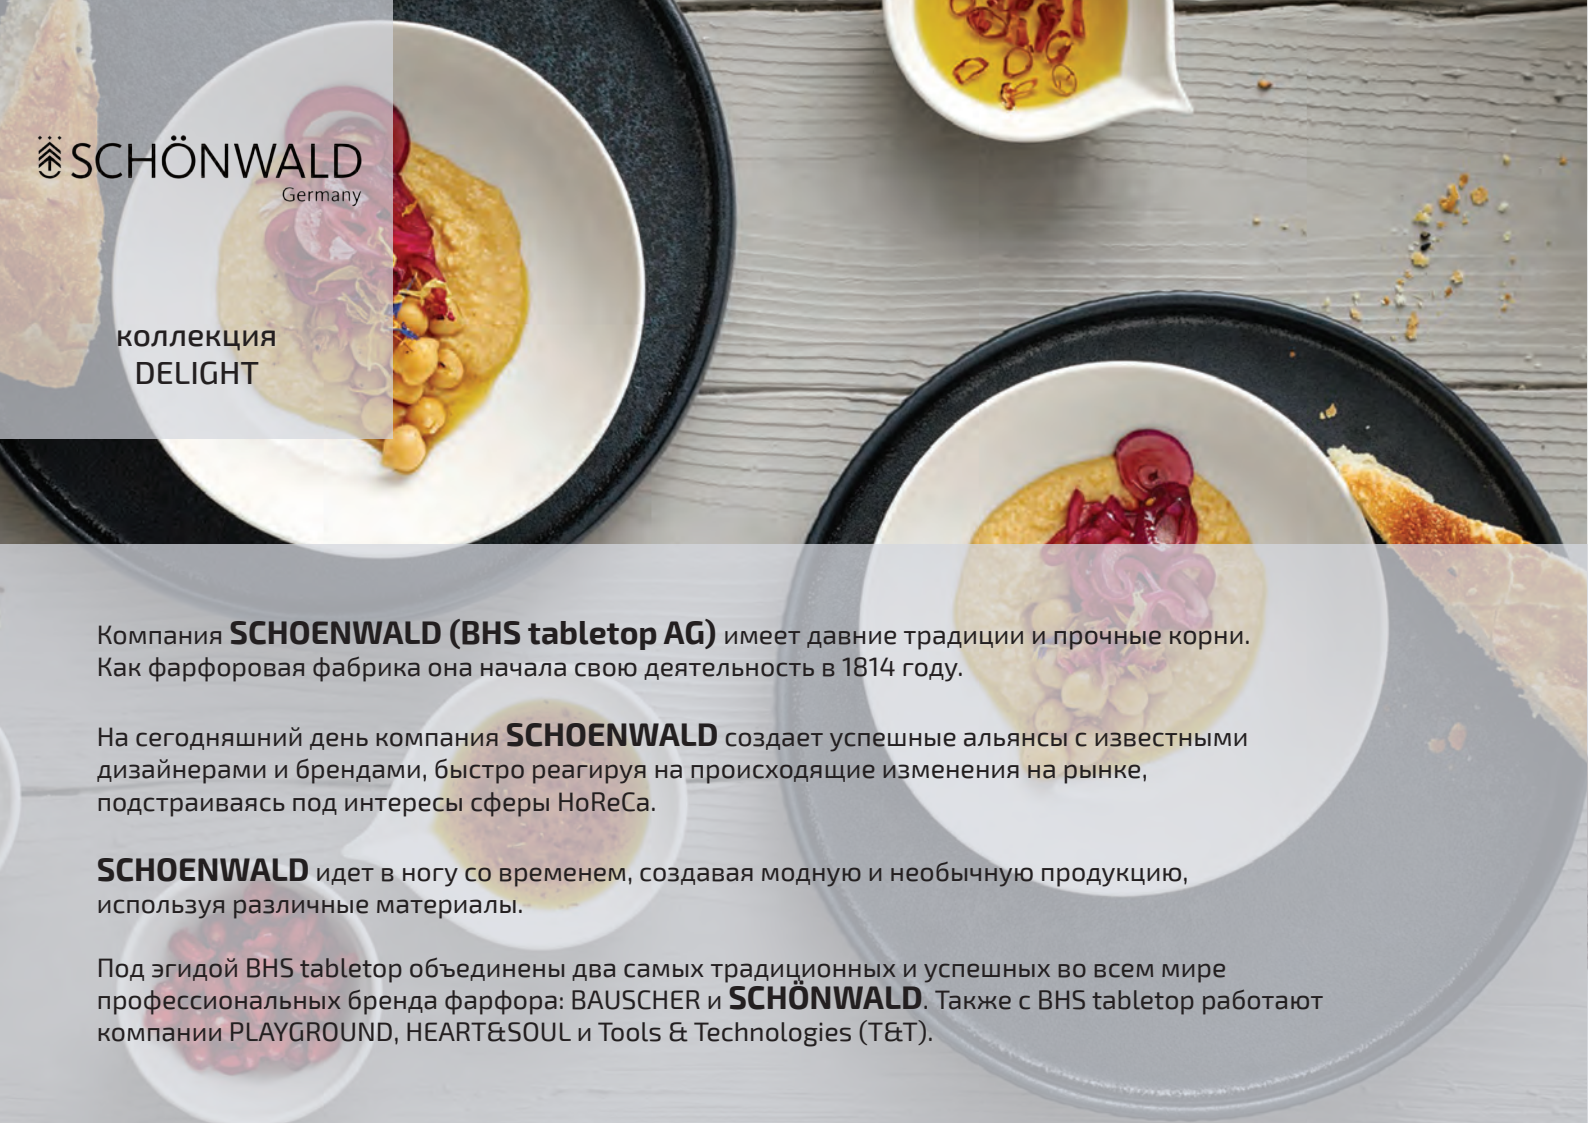 SCHÖNWALD
Germany
коллекция
DELIGHT
Компания SCHOENWALD (BHS tabletop AG) имеет давние традиции и прочные корни.
Как фарфоровая фабрика она начала свою деятельность в 1814 году.
На сегодняшний день компания SCHOENWALD создает успешные альянсы с известными
дизайнерами и брендами, быстро реагируя на происходящие изменения на рынке,
подстраиваясь под интересы сферы HoReCa.
SCHOENWALD идет в ногу со временем, создавая модную и необычную продукцию,
используя различные материалы.
Под эгидой BHS tabletop объединены два самых традиционных и успешных во всем мире
профессиональных бренда фарфора: BAUSCHER и SCHÖNWALD. Также с BHS tabletop работают
компании PLAYGROUND, HEART&SOUL и Tools & Technologies (T&T).